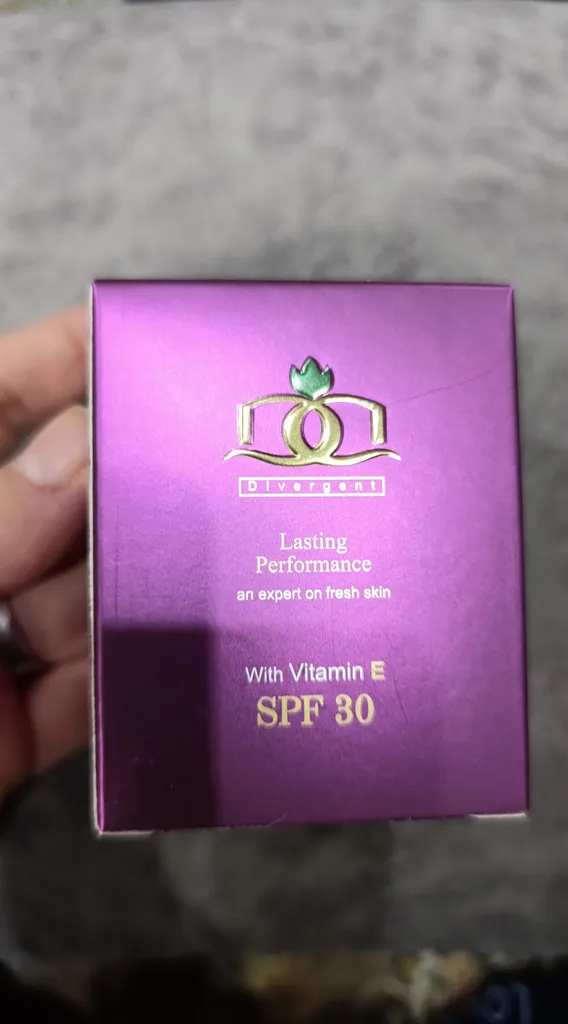 Divergent
Lasting
Performance
an expert on fresh skin
With Vitamin E
SPF 30